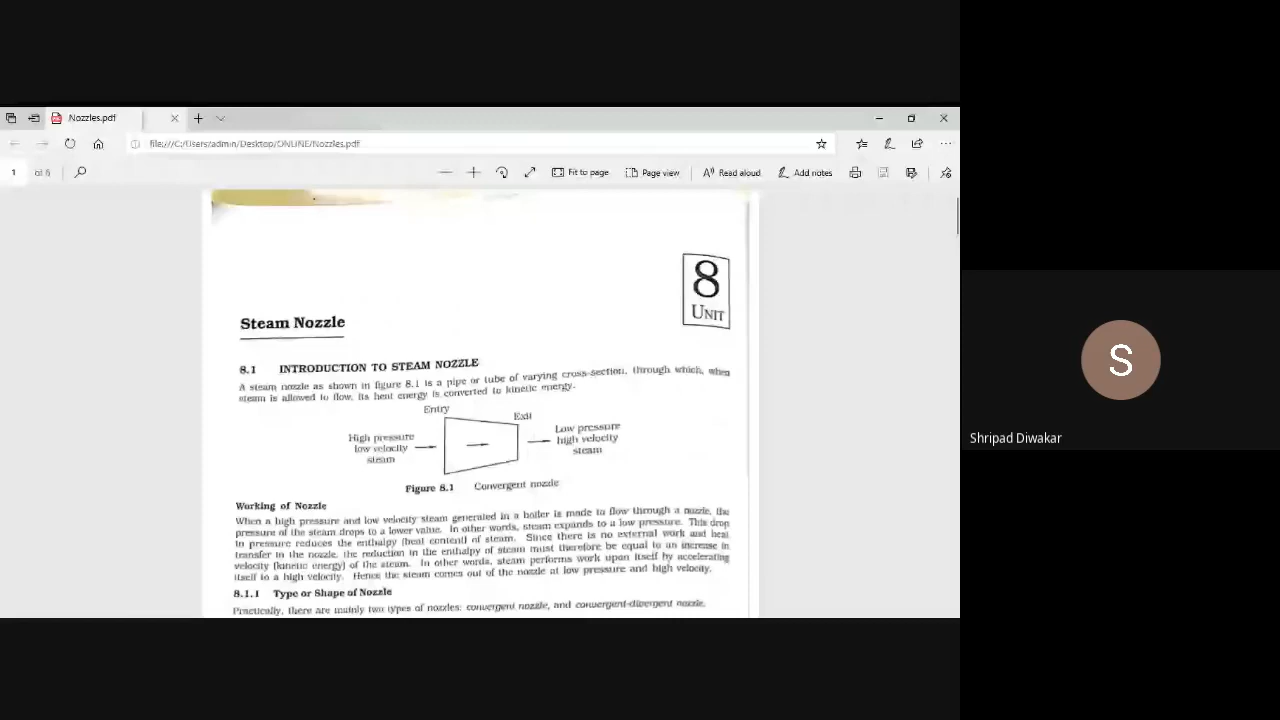 Nozzles.pdf
file:///C:/Users/admin/Desktop/ONLINE/Nozzles.pdf
1 of 6 Fit to page Page view Read aloud Add notes
8
UNIT
Steam Nozzle
8.1 INTRODUCTION TO STEAM NOZZLE
A steam nozzle as shown in figure 8.1 is a pipe or tube of varying cross-section, through which, when
steam is allowed to flow, its heat energy is converted to kinetic energy.
Entry
Exit
High pressure
low velocity
steam
Low pressure
high velocity
steam
Figure 8.1 Convergent nozzle
Working of Nozzle
When a high pressure and low velocity steam generated in a boiler is made to flow through a nozzle, the
pressure of the steam drops to a lower value. In other words, steam expands to a low pressure. This drop
in pressure reduces the enthalpy (heat content) of steam. Since there is no external work and heat
transfer in the nozzle, the reduction in the enthalpy of steam must therefore be equal to an increase in
velocity (kinetic energy) of the steam. In other words, steam performs work upon itself by accelerating
itself to a high velocity. Hence the steam comes out of the nozzle at low pressure and high velocity.
8.1.1 Type or Shape of Nozzle
Practically, there are mainly two types of nozzles: convergent nozzle, and convergent-divergent nozzle.
S
Shripad Diwakar